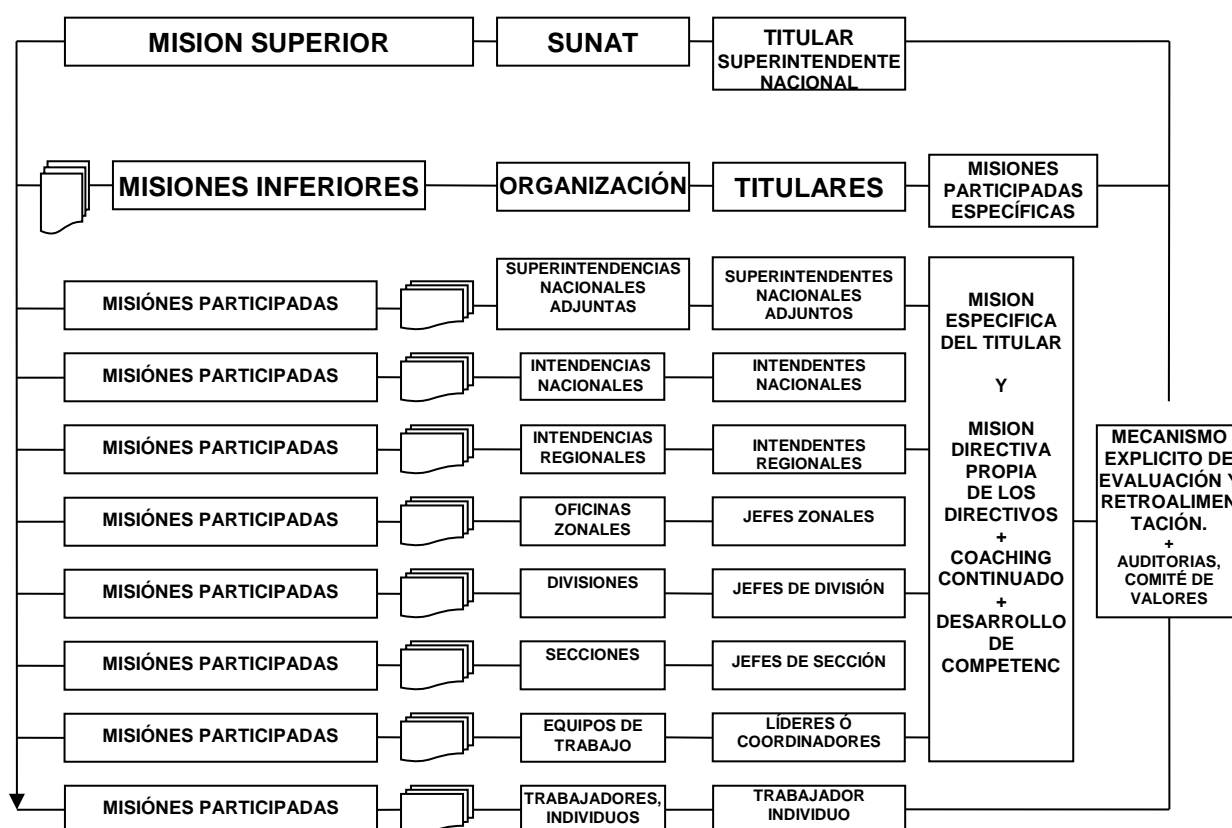 MISION SUPERIOR
SUNAT
TITULAR
SUPERINTENDENTE
NACIONAL
MISIONES INFERIORES
ORGANIZACIÓN
TITULARES
MISIONES
PARTICIPADAS
ESPECÍFICAS
MISIÓNES PARTICIPADAS
SUPERINTENDENCIAS
NACIONALES
ADJUNTAS
SUPERINTENDENTES
NACIONALES
ADJUNTOS
MISIÓNES PARTICIPADAS
INTENDENCIAS
NACIONALES
INTENDENTES
NACIONALES
MISIÓNES PARTICIPADAS
INTENDENCIAS
REGIONALES
INTENDENTES
REGIONALES
MISIÓNES PARTICIPADAS
OFICINAS
ZONALES
JEFES ZONALES
MISIÓNES PARTICIPADAS
DIVISIONES
JEFES DE DIVISIÓN
MISIÓNES PARTICIPADAS
SECCIONES
JEFES DE SECCIÓN
MISIÓNES PARTICIPADAS
EQUIPOS DE
TRABAJO
LÍDERES Ó
COORDINADORES
MISIÓNES PARTICIPADAS
TRABAJADORES,
INDIVIDUOS
TRABAJADOR
INDIVIDUO
MISION
ESPECIFICA
DEL TITULAR
Y
MISION
DIRECTIVA
PROPIA
DE LOS
DIRECTIVOS
+
COACHING
CONTINUADO
+
DESARROLLO
DE
COMPETENC
MECANISMO
EXPLICITO DE
EVALUACIÓN Y
RETROALIMEN
TACIÓN.
+
AUDITORIAS,
COMITÉ DE
VALORES